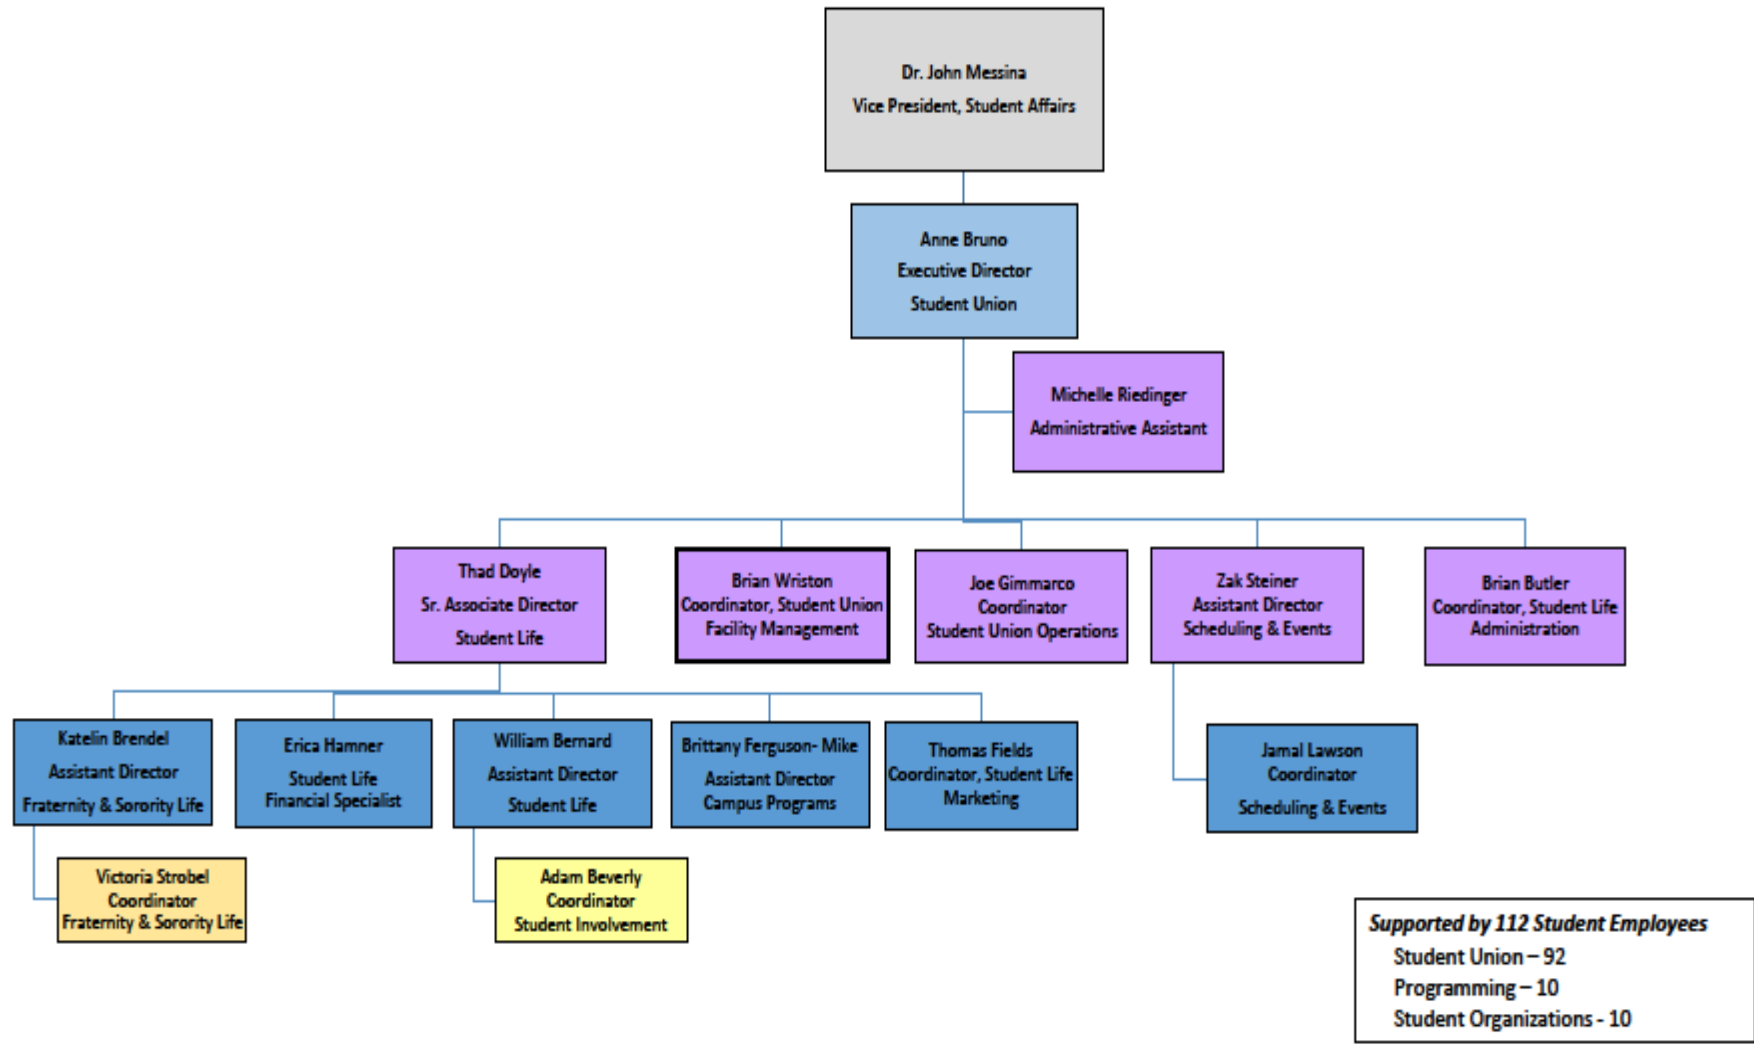 Dr. John Messina
Vice President, Student Affairs
Anne Bruno
Executive Director
Student Union
Michelle Riedinger
Administrative Assistant
Thad Doyle
Sr. Associate Director
Student Life
Brian Wriston
Coordinator, Student Union
Facility Management
Joe Gimmarco
Coordinator
Student Union Operations
Zak Steiner
Assistant Director
Scheduling & Events
Brian Butler
Coordinator, Student Life
Administration
Katelin Brendel
Assistant Director
Fraternity & Sorority Life
Erica Hamner
Student Life
Financial Specialist
William Bernard
Assistant Director
Student Life
Brittany Ferguson- Mike
Assistant Director
Campus Programs
Thomas Fields
Coordinator, Student Life
Marketing
Jamal Lawson
Coordinator
Scheduling & Events
Victoria Strobel
Coordinator
Fraternity & Sorority Life
Adam Beverly
Coordinator
Student Involvement
Supported by 112 Student Employees
Student Union – 92
Programming – 10
Student Organizations - 10